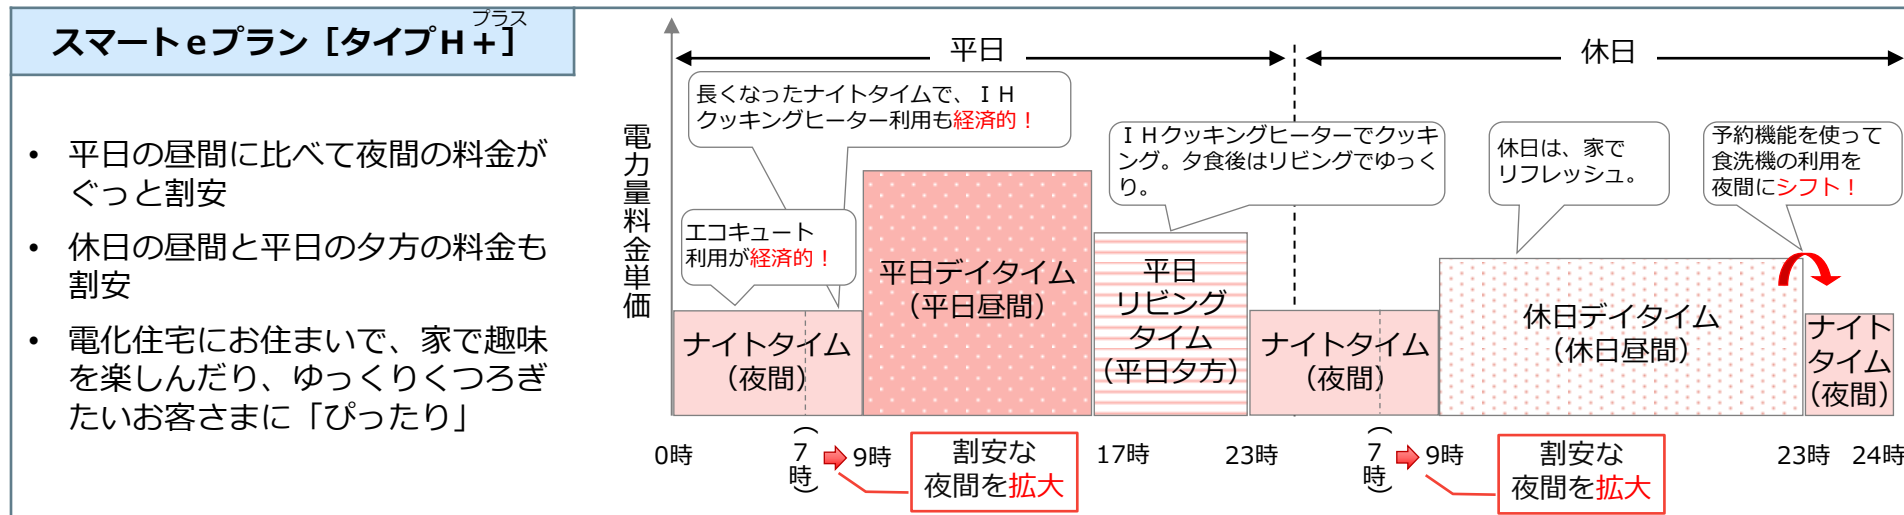 プラス
スマートeプラン［タイプH＋］
• 平日の昼間に比べて夜間の料金が
ぐっと割安
• 休日の昼間と平日の夕方の料金も
割安
• 電化住宅にお住まいで、家で趣味
を楽しんだり、ゆっくりくつろぎ
たいお客さまに「ぴったり」
電力量料金単価
平日
休日
長くなったナイトタイムで、ＩＨ
クッキングヒーター利用も経済的！
エコキュート
利用が経済的！
ＩＨクッキングヒーターでクッキ
ング。夕食後はリビングでゆっく
り。
休日は、家で
リフレッシュ。
予約機能を使って
食洗機の利用を
夜間にシフト！
ナイトタイム
（夜間）
平日デイタイム
（平日昼間）
平日
リビング
タイム
（平日夕方）
ナイトタイム
（夜間）
休日デイタイム
（休日昼間）
ナイト
タイム
（夜間）
0時
（7時）
9時
17時
23時
（7時）
9時
23時
24時
割安な
夜間を拡大
割安な
夜間を拡大